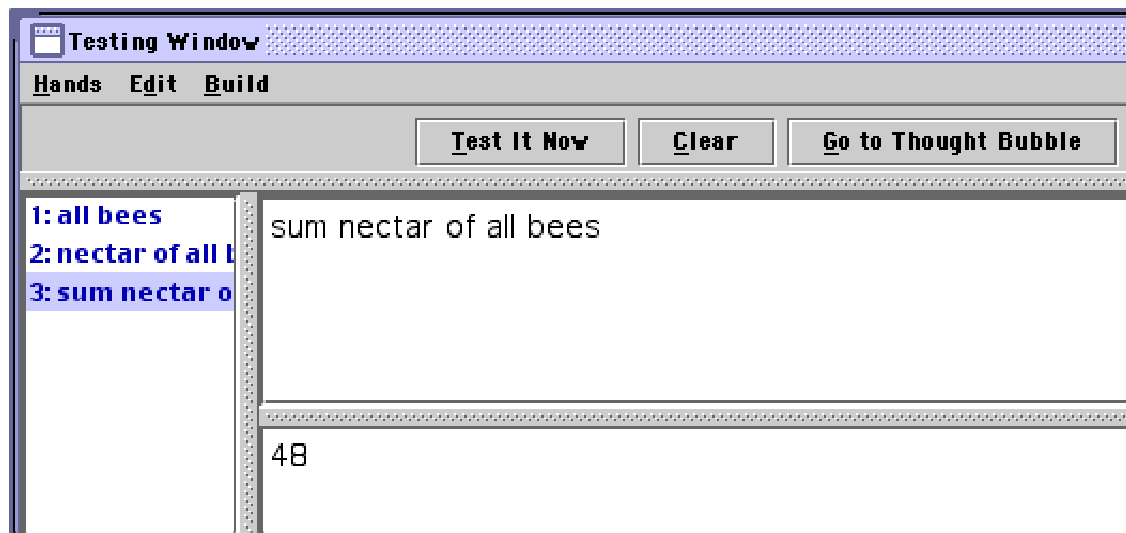 Testing Window
Hands Edit Build
Test It Now Clear Go to Thought Bubble
1: all bees
2: nectar of all
3: sum nectar o
sum nectar of all bees
48